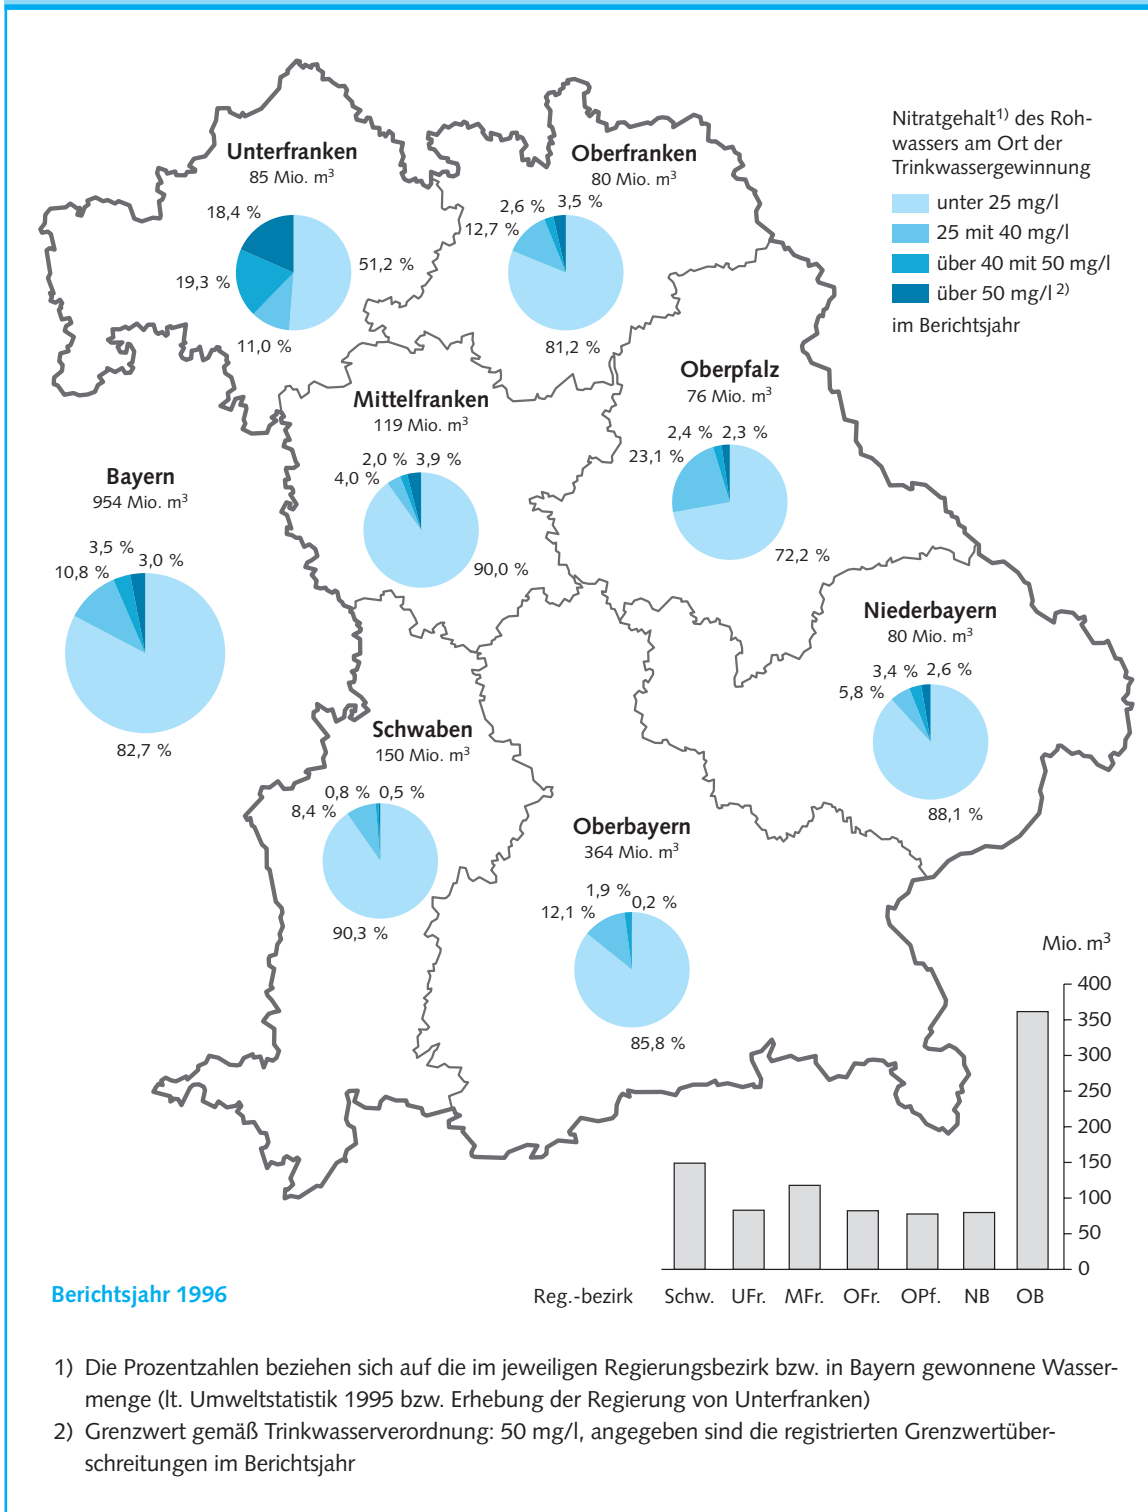 Nitratgehalt1) des Roh-
wassers am Ort der
Trinkwassergewinnung
unter 25 mg/l
25 mit 40 mg/l
über 40 mit 50 mg/l
über 50 mg/l 2)
im Berichtsjahr
Unterfranken
85 Mio. m³
18,4 %
51,2 %
19,3 %
11,0 %
Oberfranken
80 Mio. m³
2,6 % 3,5 %
12,7 %
81,2 %
Mittelfranken
119 Mio. m³
2,0 % 3,9 %
4,0 %
90,0 %
Oberpfalz
76 Mio. m³
2,4 % 2,3 %
23,1 %
72,2 %
Bayern
954 Mio. m³
3,5 % 3,0 %
10,8 %
82,7 %
Niederbayern
80 Mio. m³
3,4 % 2,6 %
5,8 %
88,1 %
Schwaben
150 Mio. m³
0,8 % 0,5 %
8,4 %
90,3 %
Oberbayern
364 Mio. m³
1,9 % 0,2 %
12,1 %
85,8 %
Mio. m³
400
350
300
250
200
150
100
50
0
Reg.-bezirk Schw. UFr. MFr. OFr. OPf. NB OB
Berichtsjahr 1996
1) Die Prozentzahlen beziehen sich auf die im jeweiligen Regierungsbezirk bzw. in Bayern gewonnene Wasser-
menge (lt. Umweltstatistik 1995 bzw. Erhebung der Regierung von Unterfranken)
2) Grenzwert gemäß Trinkwasserverordnung: 50 mg/l, angegeben sind die registrierten Grenzwertüber-
schreitungen im Berichtsjahr